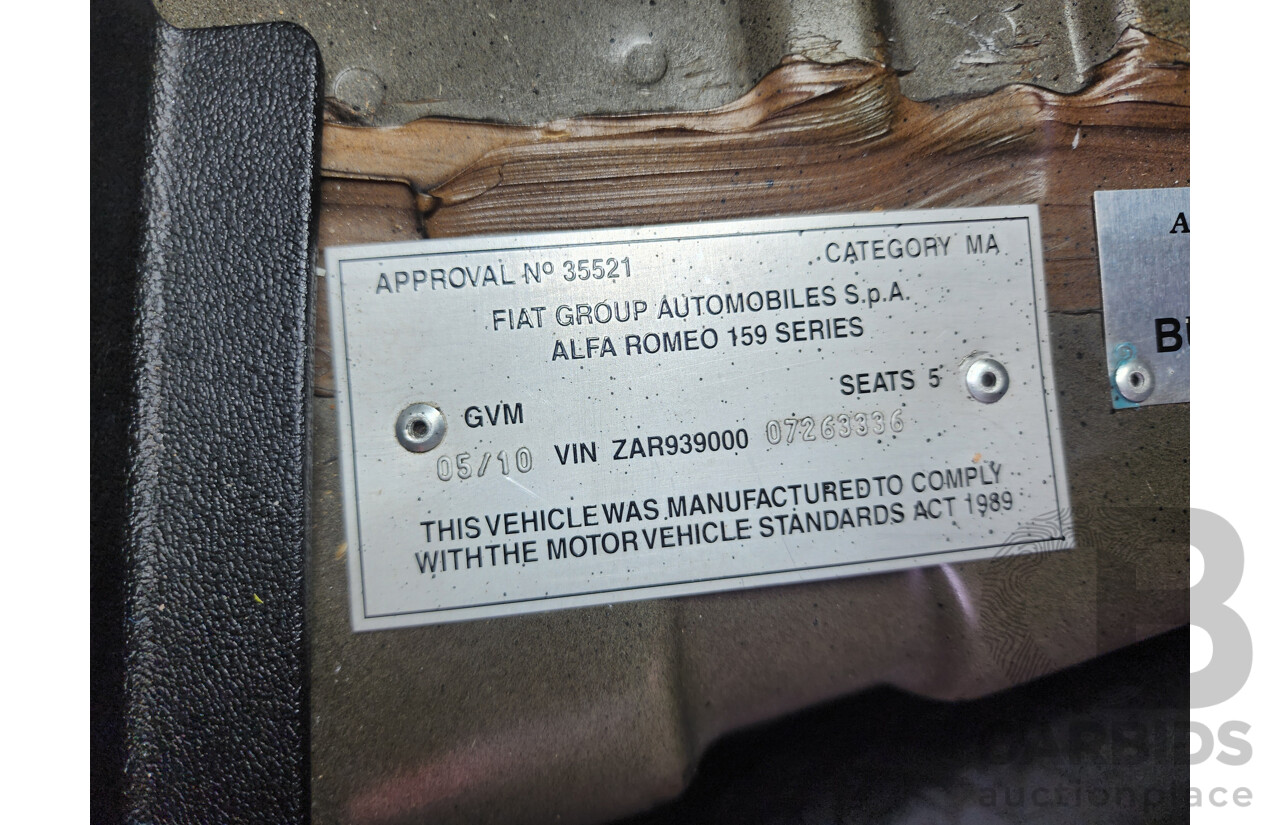 APPROVAL Nº 35521 CATEGORY MA
FIAT GROUP AUTOMOBILES S.p.A.
ALFA ROMEO 159 SERIES
SEATS 5
GVM
05/10 VIN ZAR939000 07263336
THIS VEHICLE WAS MANUFACTURED TO COMPLY
WITH THE MOTOR VEHICLE STANDARDS ACT 1989
A
BU
B
CARBIDS
auctionplace